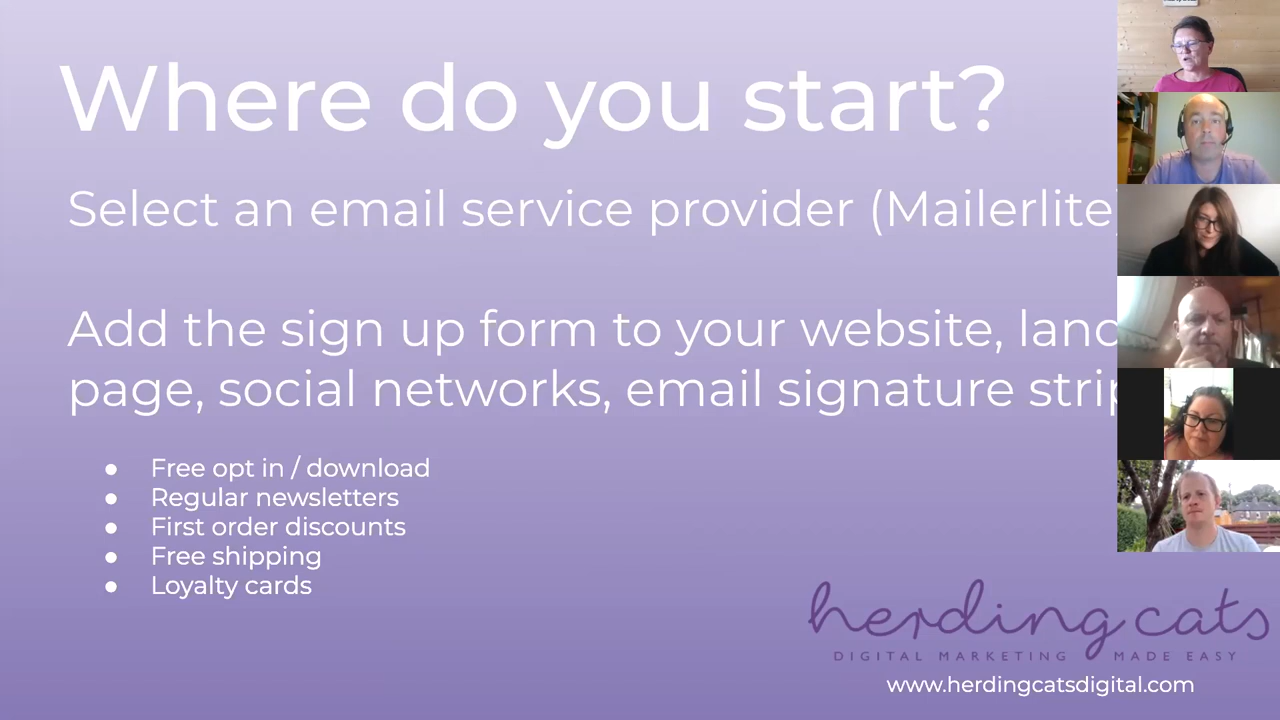 Where do you start?
Select an email service provider (Mailerlite)
Add the sign up form to your website,
page, social networks, email signature
● Free opt in / download
● Regular newsletters
● First order discounts
● Free shipping
● Loyalty cards
herding cats
DIGITAL MARKETING MADE EASY
www.herdingcatsdigital.com